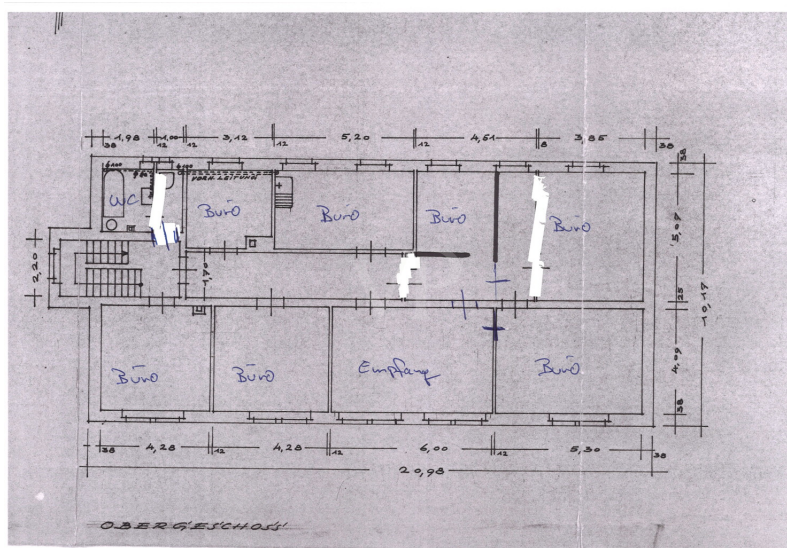 1,98 1,00 3,12 5,20 4,51 3,85
38 12 12 12 12 8 38
VORH. LEITUNG
WC Büro Büro Büro Büro
38 5,07 25 4,09 38
10,17
2,20
1,70
Büro Büro Empfang Büro
38 4,28 12 4,28 12 6,00 12 5,30 38
20,98
OBERGESCHOSS